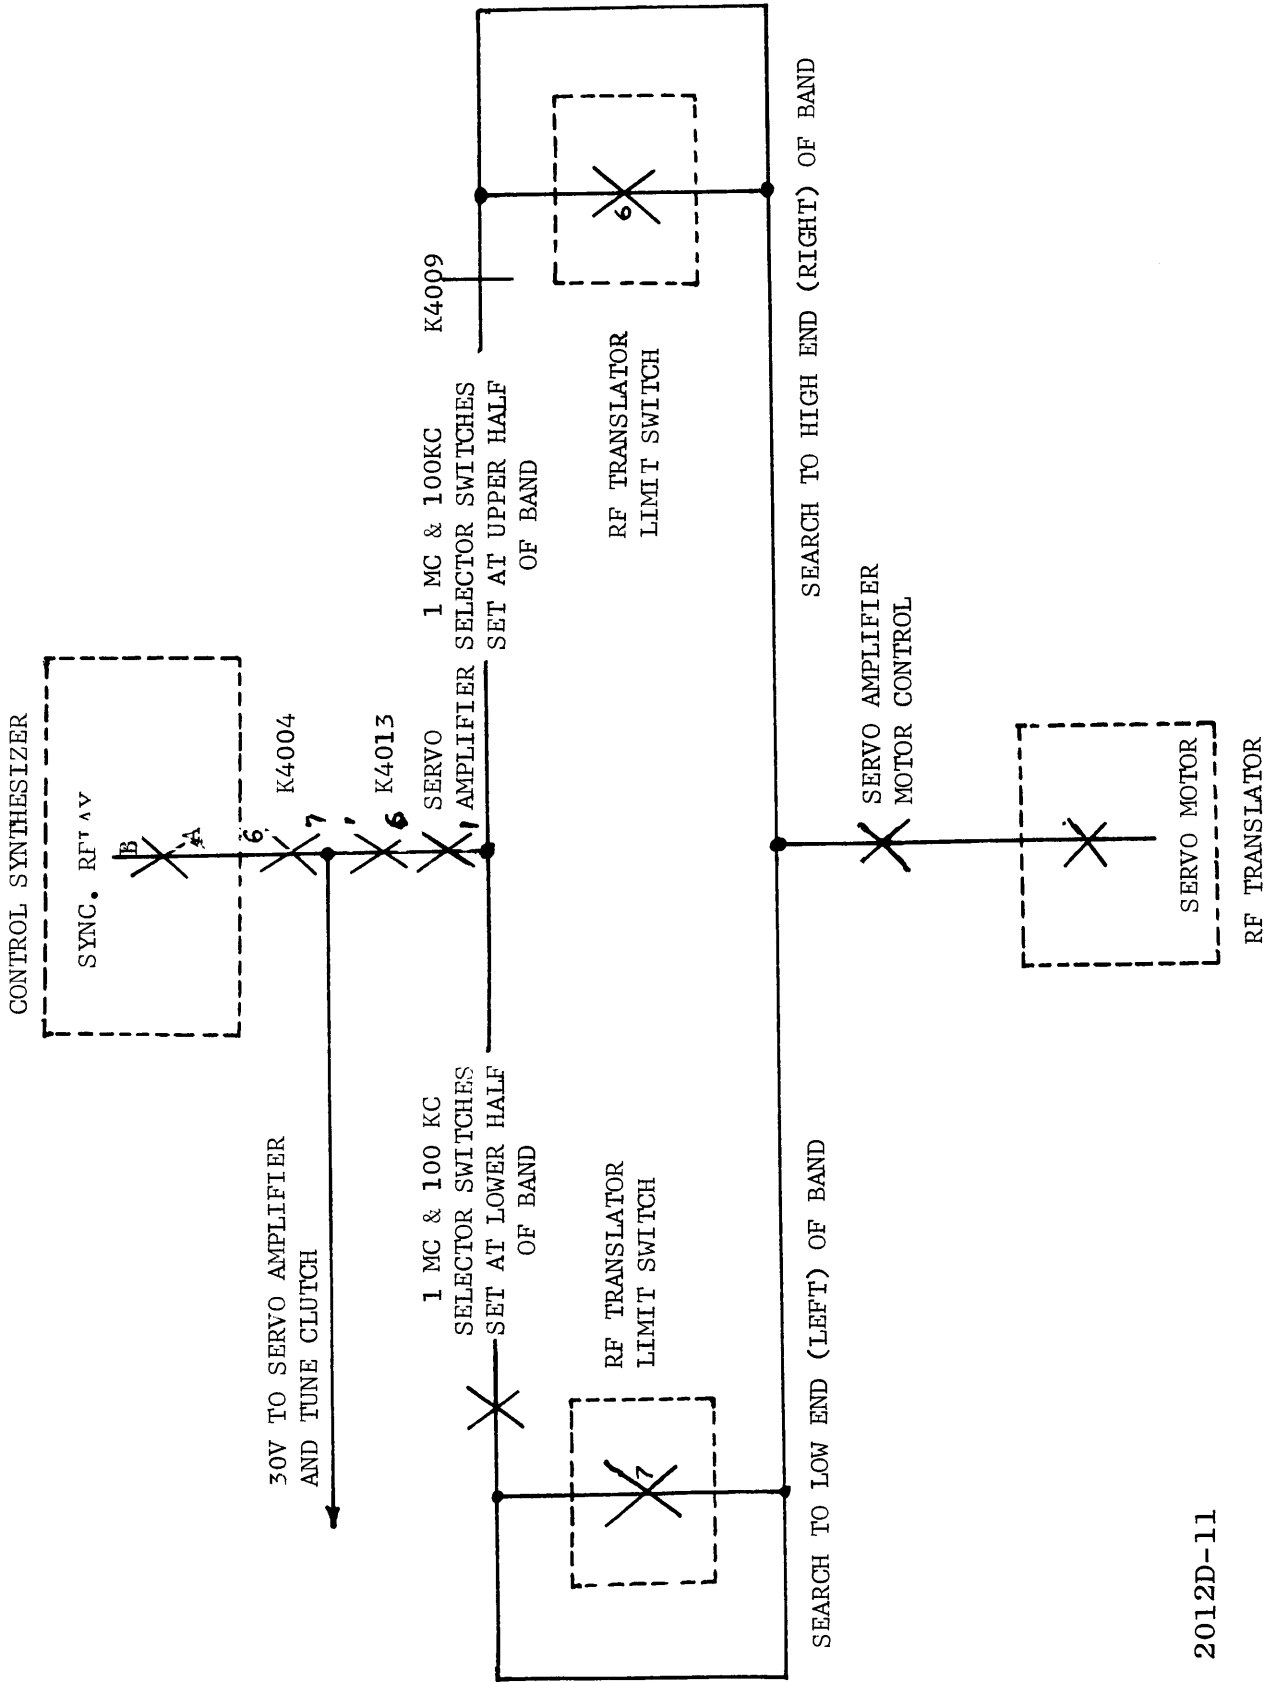 CONTROL SYNTHESIZER
SYNC.
B
A
6
K4004
7
K4013
6
SERVO
AMPLIFIER
1
30V TO SERVO AMPLIFIER
AND TUNE CLUTCH
1 MC & 100 KC
SELECTOR SWITCHES
SET AT LOWER HALF
OF BAND
1 MC & 100KC
SELECTOR SWITCHES
SET AT UPPER HALF
OF BAND
K4009
RF TRANSLATOR
LIMIT SWITCH
7
RF TRANSLATOR
LIMIT SWITCH
6
SEARCH TO LOW END (LEFT) OF BAND
SEARCH TO HIGH END (RIGHT) OF BAND
SERVO AMPLIFIER
MOTOR CONTROL
SERVO MOTOR
RF TRANSLATOR
2012D-11